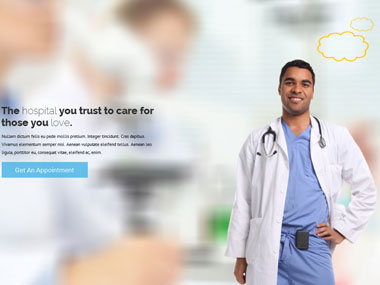 The hospital you trust to care for
those you love.
Nullam dictum felis eu pede mollis pretium. Integer tincidunt. Cras dapibus.
Vivamus elementum semper nisi. Aenean vulputate eleifend tellus. Aenean leo
ligula, porttitor eu, consequat vitae, eleifend ac, enim.
Get An Appointment